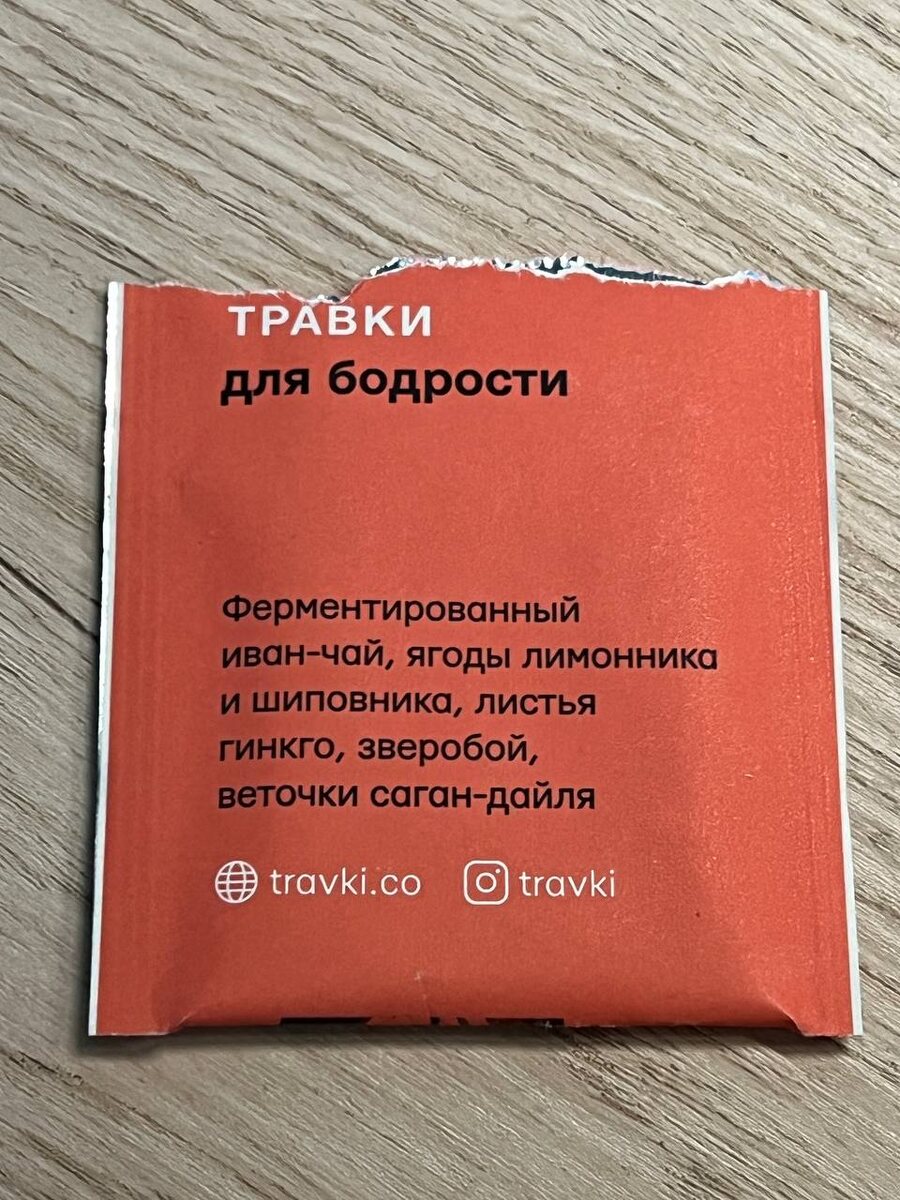 ТРАВКИ
для бодрости
Ферментированный
иван-чай, ягоды лимонника
и шиповника, листья
гинкго, зверобой,
веточки саган-дайля
travki.co travki